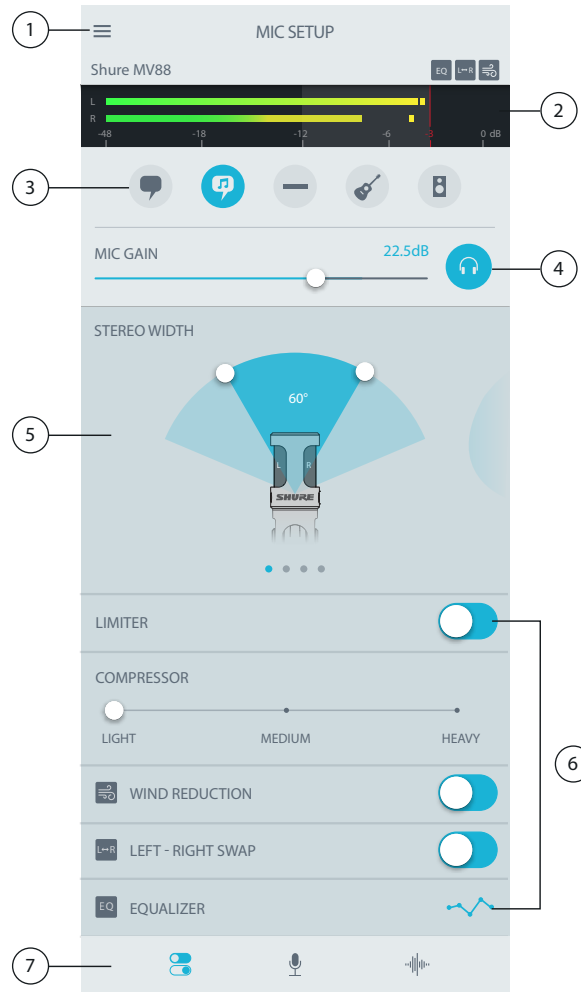 1
MIC SETUP
Shure MV88
EQ L↔R
2
L
R
-48 -18 -12 -6 -3 0 dB
3
MIC GAIN
22.5dB
4
STEREO WIDTH
60°
5
L R
SHURE
LIMITER
COMPRESSOR
LIGHT MEDIUM HEAVY
6
WIND REDUCTION
L↔R LEFT - RIGHT SWAP
EQ EQUALIZER
7